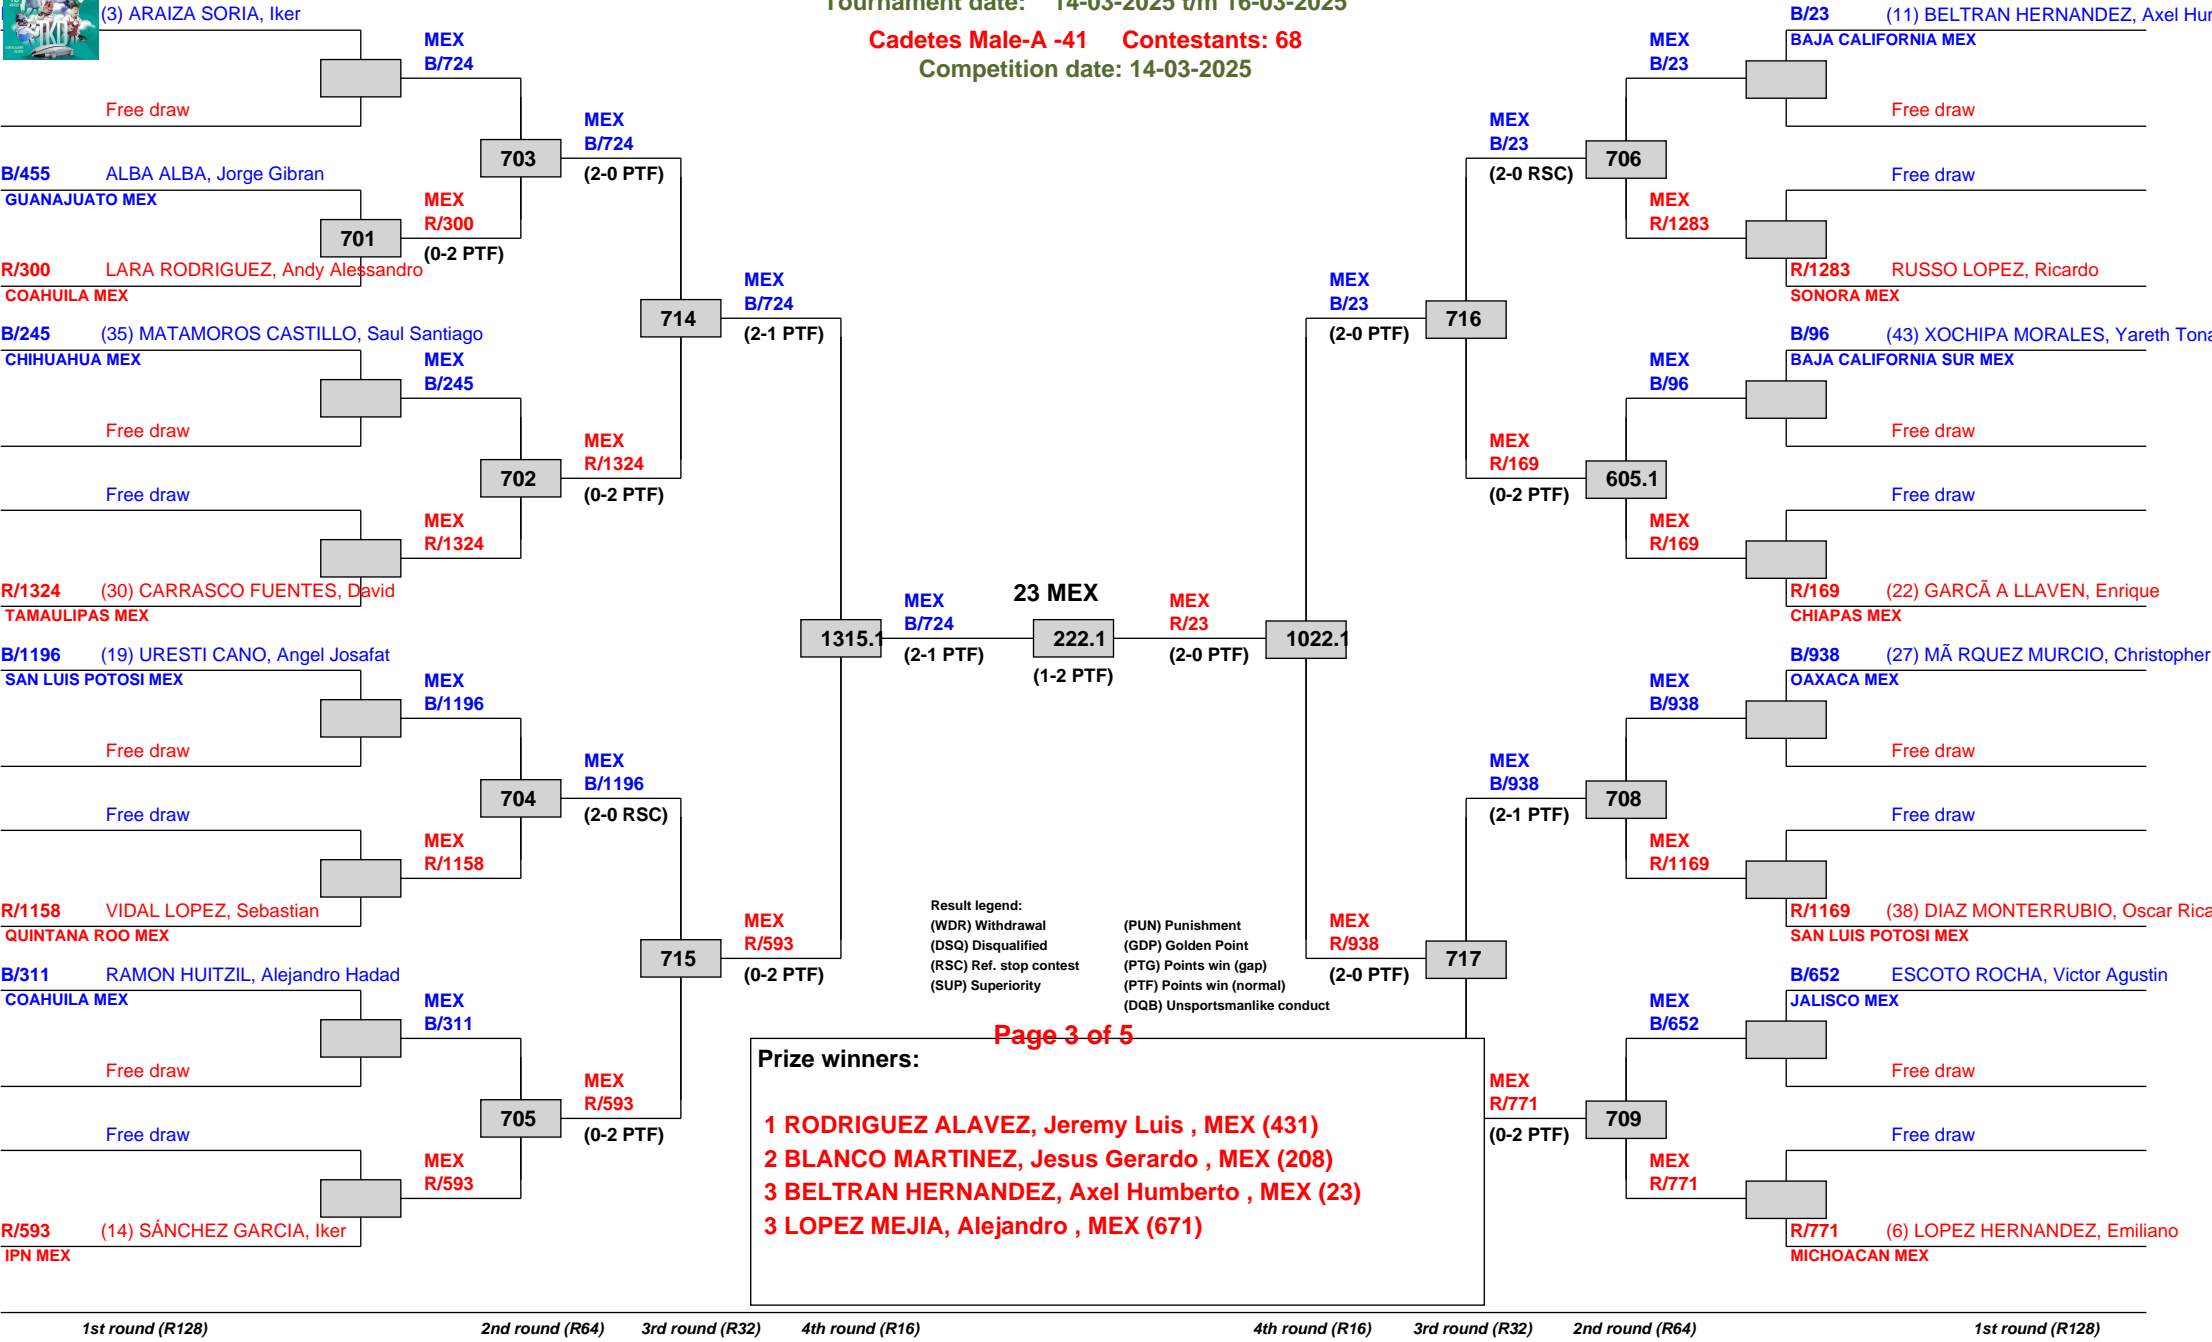 Tournament date: 14-03-2025 t/m 16-03-2025
Cadetes Male-A -41 Contestants: 68
Competition date: 14-03-2025
(3) ARAIZA SORIA, Iker
MEX
B/724
Free draw
MEX
B/724
703
(2-0 PTF)
B/455 ALBA ALBA, Jorge Gibran
GUANAJUATO MEX
MEX
R/300
701
(0-2 PTF)
R/300 LARA RODRIGUEZ, Andy Alessandro
COAHUILA MEX
MEX
B/724
714
(2-1 PTF)
B/245 (35) MATAMOROS CASTILLO, Saul Santiago
CHIHUAHUA MEX
MEX
B/245
Free draw
MEX
R/1324
702
(0-2 PTF)
Free draw
MEX
R/1324
R/1324 (30) CARRASCO FUENTES, David
TAMAULIPAS MEX
1315.1
MEX
B/724
(2-1 PTF)
23 MEX
222.1
(1-2 PTF)
MEX
R/23
(2-0 PTF)
1022.1
B/1196 (19) URESTI CANO, Angel Josafat
SAN LUIS POTOSI MEX
MEX
B/1196
Free draw
MEX
B/1196
704
(2-0 RSC)
Free draw
MEX
R/1158
R/1158 VIDAL LOPEZ, Sebastian
QUINTANA ROO MEX
MEX
R/593
715
(0-2 PTF)
B/311 RAMON HUITZIL, Alejandro Hadad
COAHUILA MEX
MEX
B/311
Free draw
MEX
R/593
705
(0-2 PTF)
Free draw
MEX
R/593
R/593 (14) SÁNCHEZ GARCIA, Iker
IPN MEX
B/23 (11) BELTRAN HERNANDEZ, Axel Hu
BAJA CALIFORNIA MEX
MEX
B/23
Free draw
MEX
B/23
706
(2-0 RSC)
Free draw
MEX
R/1283
R/1283 RUSSO LOPEZ, Ricardo
SONORA MEX
MEX
B/23
716
(2-0 PTF)
B/96 (43) XOCHIPA MORALES, Yareth Tona
BAJA CALIFORNIA SUR MEX
MEX
B/96
Free draw
MEX
R/169
605.1
(0-2 PTF)
Free draw
MEX
R/169
R/169 (22) GARCÃ A LLAVEN, Enrique
CHIAPAS MEX
B/938 (27) MÃ RQUEZ MURCIO, Christopher
OAXACA MEX
MEX
B/938
Free draw
MEX
B/938
708
(2-1 PTF)
Free draw
MEX
R/1169
R/1169 (38) DIAZ MONTERRUBIO, Oscar Rica
SAN LUIS POTOSI MEX
MEX
R/938
717
(2-0 PTF)
B/652 ESCOTO ROCHA, Victor Agustin
JALISCO MEX
MEX
B/652
Free draw
MEX
R/771
709
(0-2 PTF)
Free draw
MEX
R/771
R/771 (6) LOPEZ HERNANDEZ, Emiliano
MICHOACAN MEX
Result legend:
(WDR) Withdrawal (PUN) Punishment
(DSQ) Disqualified (GDP) Golden Point
(RSC) Ref. stop contest (PTG) Points win (gap)
(SUP) Superiority (PTF) Points win (normal)
(DQB) Unsportsmanlike conduct
Page 3 of 5
Prize winners:
1 RODRIGUEZ ALAVEZ, Jeremy Luis , MEX (431)
2 BLANCO MARTINEZ, Jesus Gerardo , MEX (208)
3 BELTRAN HERNANDEZ, Axel Humberto , MEX (23)
3 LOPEZ MEJIA, Alejandro , MEX (671)
1st round (R128) 2nd round (R64) 3rd round (R32) 4th round (R16) 4th round (R16) 3rd round (R32) 2nd round (R64) 1st round (R128)